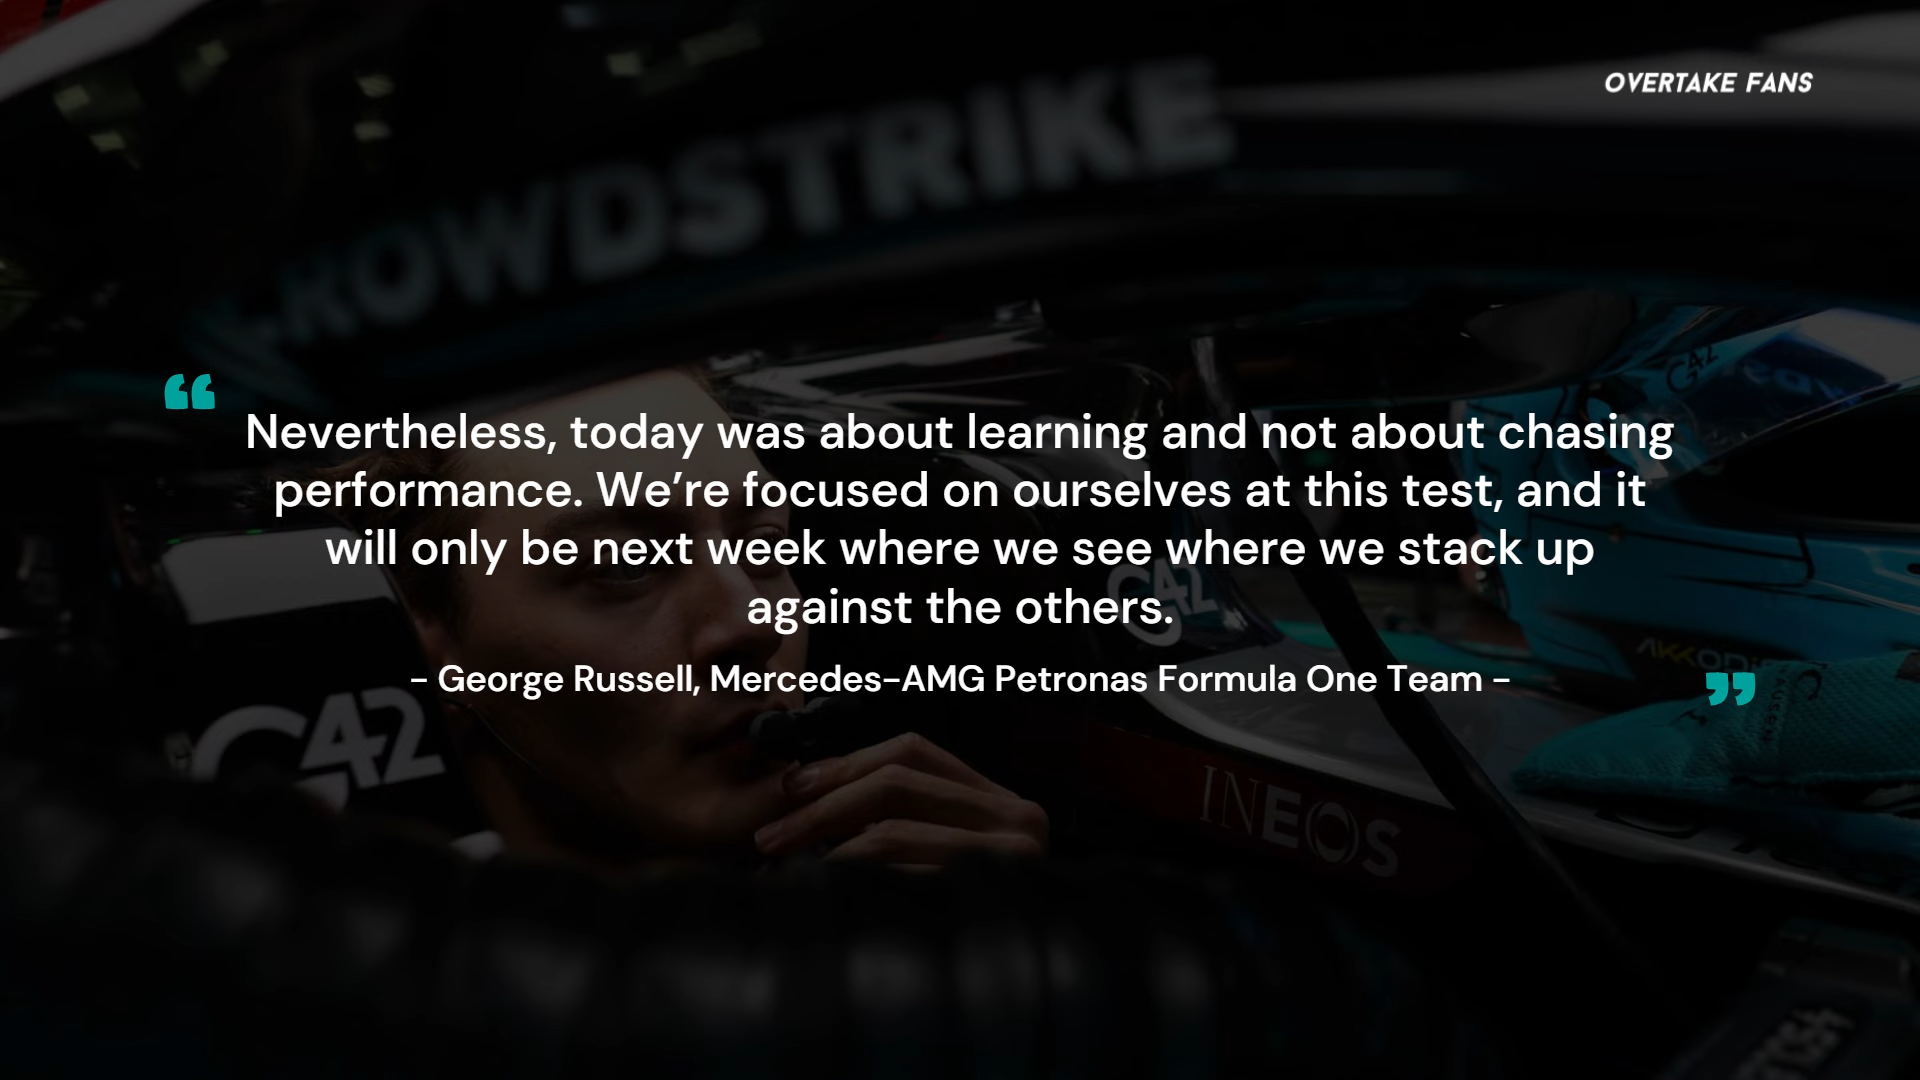 OVERTAKE FANS
CROWDSTRIKE
G42
“
Nevertheless, today was about learning and not about chasing
performance. We’re focused on ourselves at this test, and it
will only be next week where we see where we stack up
against the others.
G42
- George Russell, Mercedes-AMG Petronas Formula One Team -
”
G42
INEOS